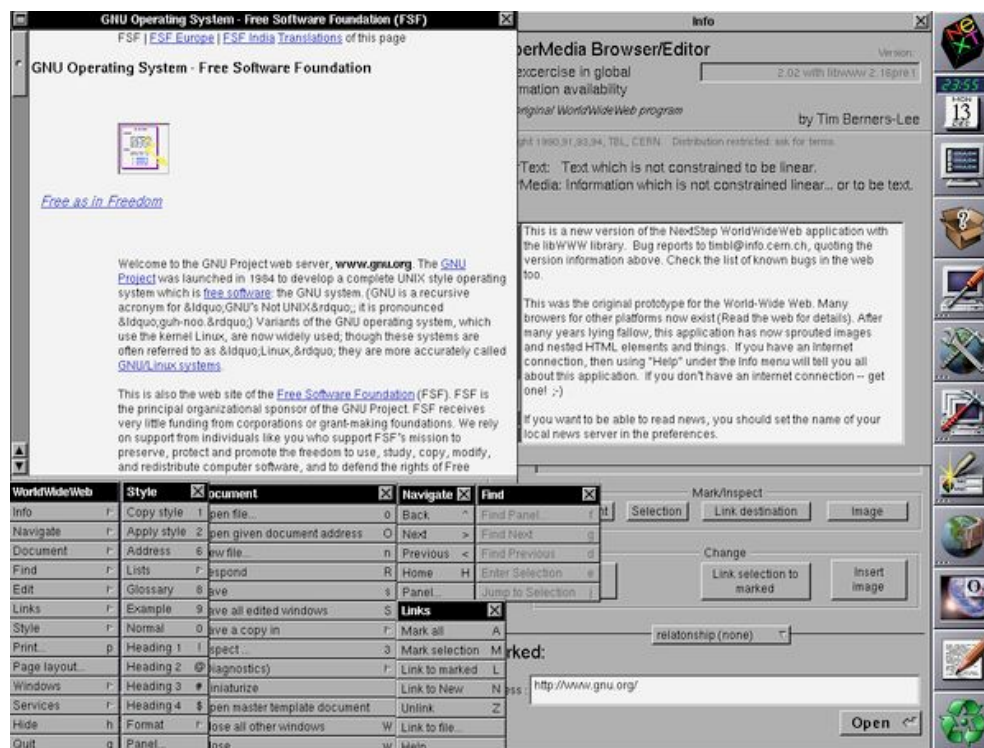 GNU Operating System - Free Software Foundation (FSF)
FSF | FSF Europe | FSF India Translations of this page
GNU Operating System - Free Software Foundation
Free as in Freedom
Welcome to the GNU Project web server, www.gnu.org. The GNU
Project was launched in 1984 to develop a complete UNIX style operating
system which is free software: the GNU system. (GNU is a recursive
acronym for &ldquo;GNU's Not UNIX&rdquo;; it is pronounced
&ldquo;guh-noo.&rdquo;) Variants of the GNU operating system, which
use the kernel Linux, are now widely used; though these systems are
often referred to as &ldquo;Linux,&rdquo; they are more accurately called
GNU/Linux systems.
This is also the web site of the Free Software Foundation (FSF). FSF is
the principal organizational sponsor of the GNU Project. FSF receives
very little funding from corporations or grant-making foundations. We rely
on support from individuals like you who support FSF's mission to
preserve, protect and promote the freedom to use, study, copy, modify,
and redistribute computer software, and to defend the rights of Free
Info
perMedia Browser/Editor
Version:
excercise in global
2.02 with libwww 2.16pre1
rmation availability
original WorldWideWeb program
by Tim Berners-Lee
ght 1990,91,93,94, TBL, CERN. Distribution restricted: ask for terms.
rText: Text which is not constrained to be linear.
rMedia: Information which is not constrained linear... or to be text.
This is a new version of the NextStep WorldWideWeb application with
the libWWW library. Bug reports to timbl@info.cern.ch, quoting the
version information above. Check the list of known bugs in the web
too.
This was the original prototype for the World-Wide Web. Many
browsers for other platforms now exist (Read the web for details). After
many years lying fallow, this application has now sprouted images
and nested HTML elements and things. If you have an Internet
connection, then using "Help" under the Info menu will tell you all
about this application. If you don't have an internet connection -- get
one! ;-)
If you want to be able to read news, you should set the name of your
local news server in the preferences.
Mark/Inspect
Selection
Link destination
Image
Change
Link selection to
marked
Insert
image
relatonship (none)
rked:
ess : http://www.gnu.org/
Open
WorldWideWeb
Info
Navigate
Document
Find
Edit
Links
Style
Print... p
Page layout...
Windows
Services
Hide h
Quit q
Style
Copy style 1
Apply style 2
Address 6
Lists
Glossary 8
Example 9
Normal 0
Heading 1 !
Heading 2 @
Heading 3 #
Heading 4 $
Format
Panel...
ocument
pen file... o
pen given document address O
ew file... n
espond R
ave s
ave all edited windows S
ave a copy in
spect... 3
iagnostics)
iniaturize
pen master template document
lose all other windows W
lose w
Navigate
Back ^
Next >
Previous <
Home H
Panel...
Find
Find Panel... f
Find Next g
Find Previous d
Enter Selection e
Jump to Selection j
Links
Mark all A
Mark selection M
Link to marked L
Link to New N
Unlink Z
Link to file...
Help
NeXT
23:55
MON
13
DEC